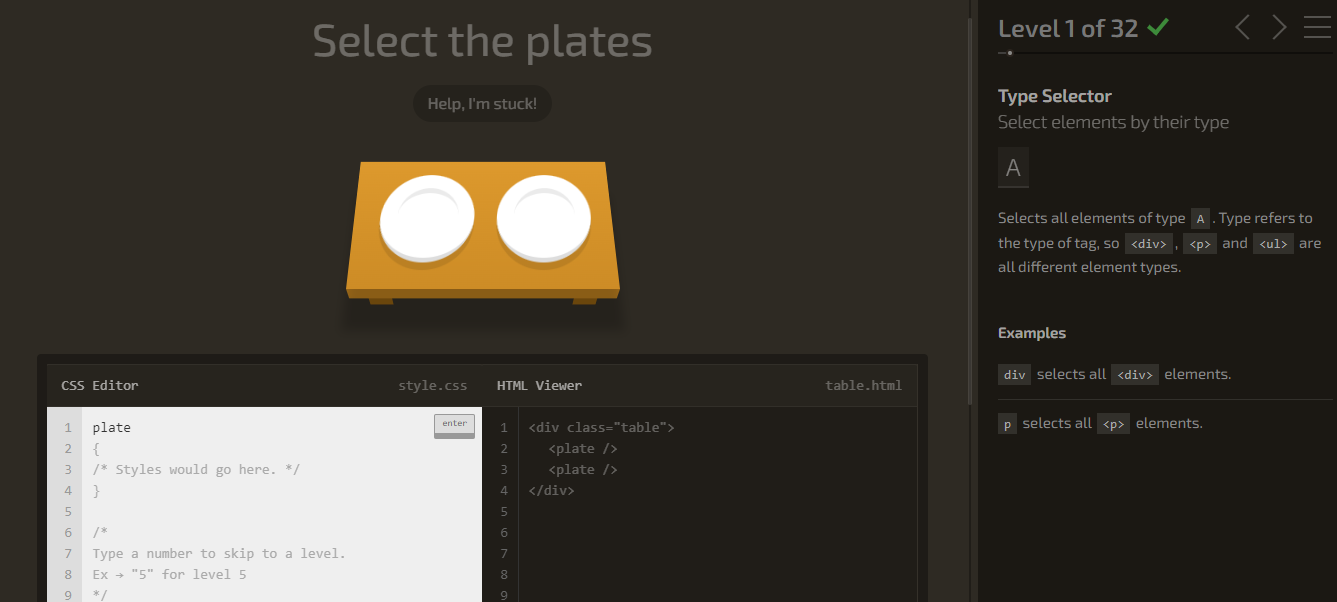 Select the plates
Help, I'm stuck!
CSS Editor
style.css
1 plate
enter
2 {
3 /* Styles would go here. */
4 }
5
6 /*
7 Type a number to skip to a level.
8 Ex → "5" for level 5
9 */
HTML Viewer
table.html
1 <div class="table">
2 <plate />
3 <plate />
4 </div>
5
6
7
8
9
Level 1 of 32
Type Selector
Select elements by their type
A
Selects all elements of type A . Type refers to
the type of tag, so <div> , <p> and <ul> are
all different element types.
Examples
div selects all <div> elements.
p selects all <p> elements.